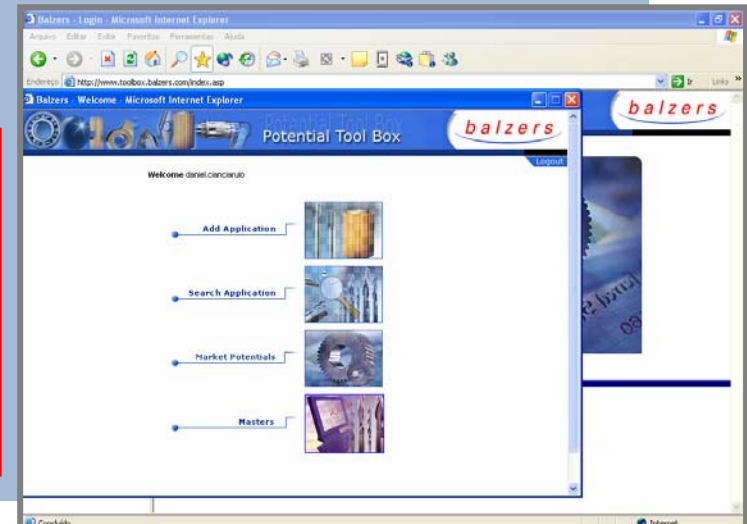 Balzers - Login - Microsoft Internet Explorer
Arquivo Editar Exibir Favoritos Ferramentas Ajuda
Endereço http://www.toolbox.balzers.com/index.asp Ir Links »
Balzers - Welcome - Microsoft Internet Explorer
balzers
Potential Tool Box
balzers
Logout
Welcome daniel.cianciarulo
Add Application
Search Application
Market Potentials
Masters
Concluído Internet